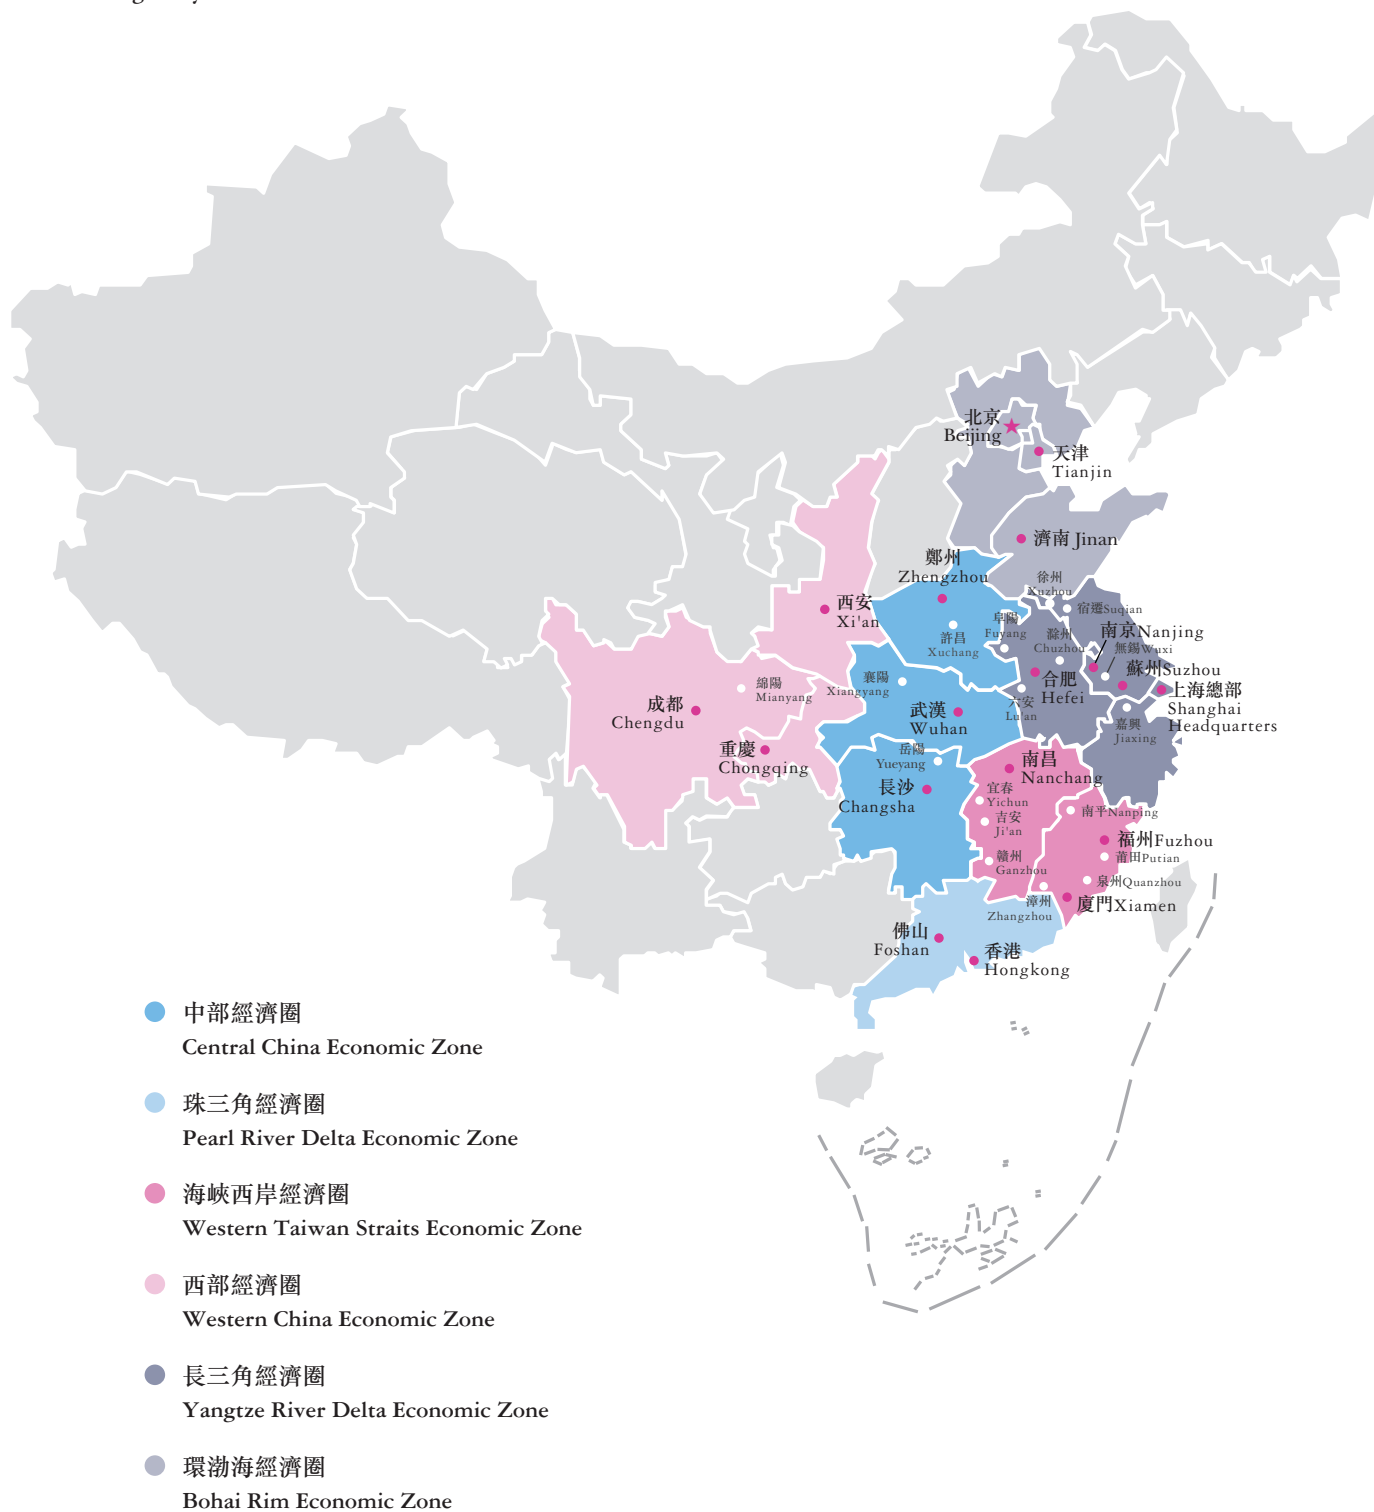 北京
Beijing
天津
Tianjin
濟南 Jinan
鄭州
Zhengzhou
徐州
Xuzhou
宿遷Suqian
西安
Xi'an
許昌
Xuchang
阜陽
Fuyang
滁州
Chuzhou
南京Nanjing
無錫Wuxi
蘇州Suzhou
合肥
Hefei
上海總部
Shanghai
Headquarters
綿陽
Mianyang
襄陽
Xiangyang
六安
Lu'an
成都
Chengdu
武漢
Wuhan
嘉興
Jiaxing
重慶
Chongqing
岳陽
Yueyang
南昌
Nanchang
長沙
Changsha
宜春
Yichun
吉安
Ji'an
南平Nanping
福州Fuzhou
莆田Putian
贛州
Ganzhou
泉州Quanzhou
漳州
Zhangzhou
廈門Xiamen
佛山
Foshan
香港
Hongkong
中部經濟圈
Central China Economic Zone
珠三角經濟圈
Pearl River Delta Economic Zone
海峽西岸經濟圈
Western Taiwan Straits Economic Zone
西部經濟圈
Western China Economic Zone
長三角經濟圈
Yangtze River Delta Economic Zone
環渤海經濟圈
Bohai Rim Economic Zone